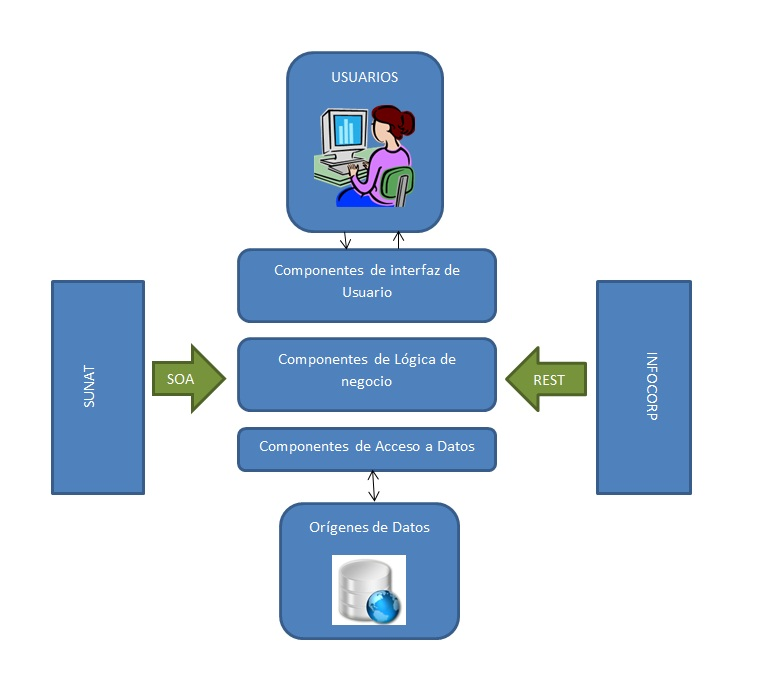 USUARIOS
Componentes de interfaz de
Usuario
SUNAT
SOA
Componentes de Lógica de
negocio
REST
INFOCORP
Componentes de Acceso a Datos
Orígenes de Datos